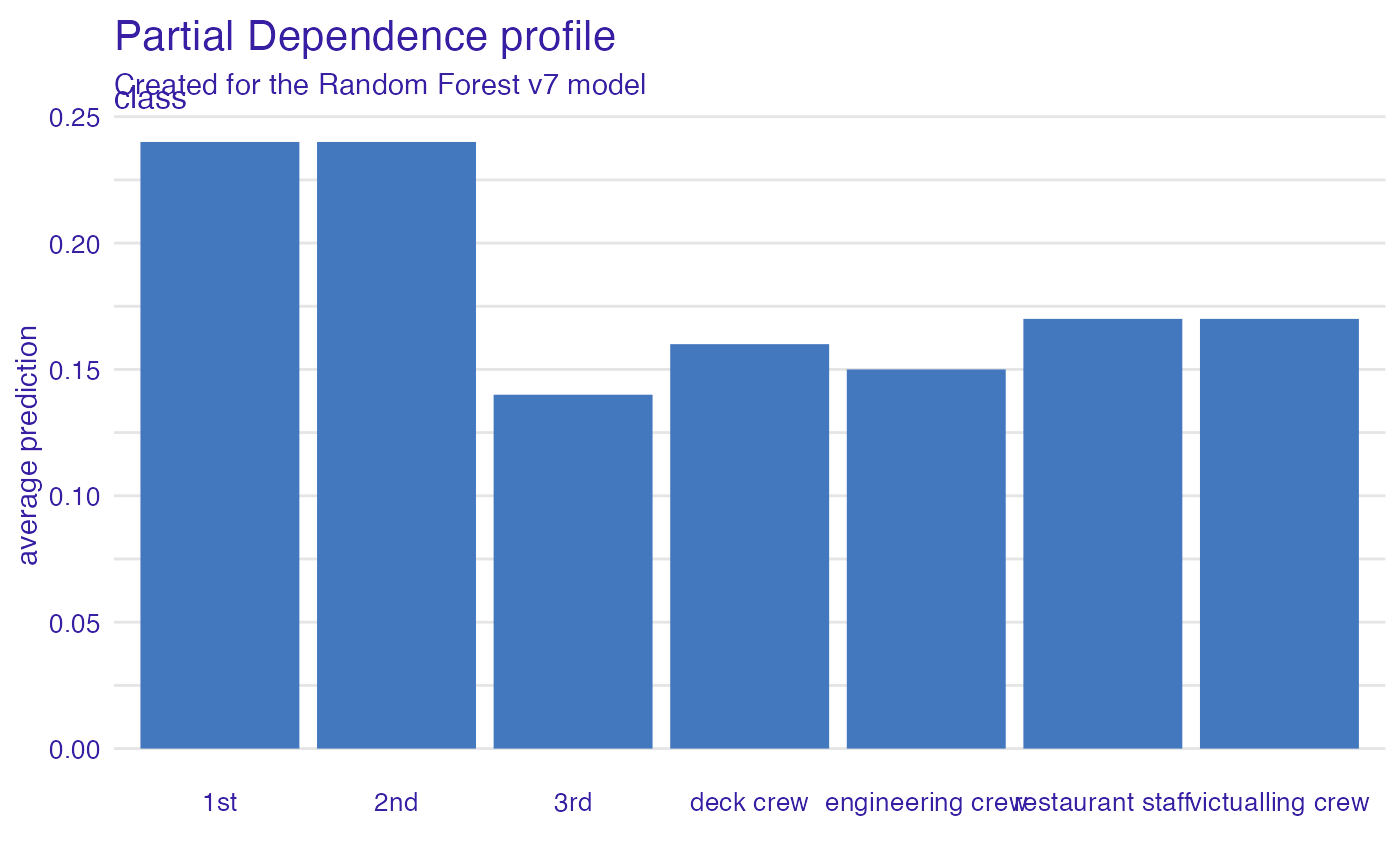 Partial Dependence profile
Created for the Random Forest v7 model
class
0.25
0.20
0.15
0.10
0.05
0.00
average prediction
1st 2nd 3rd deck crew engineering crew restaurant staff victualling crew